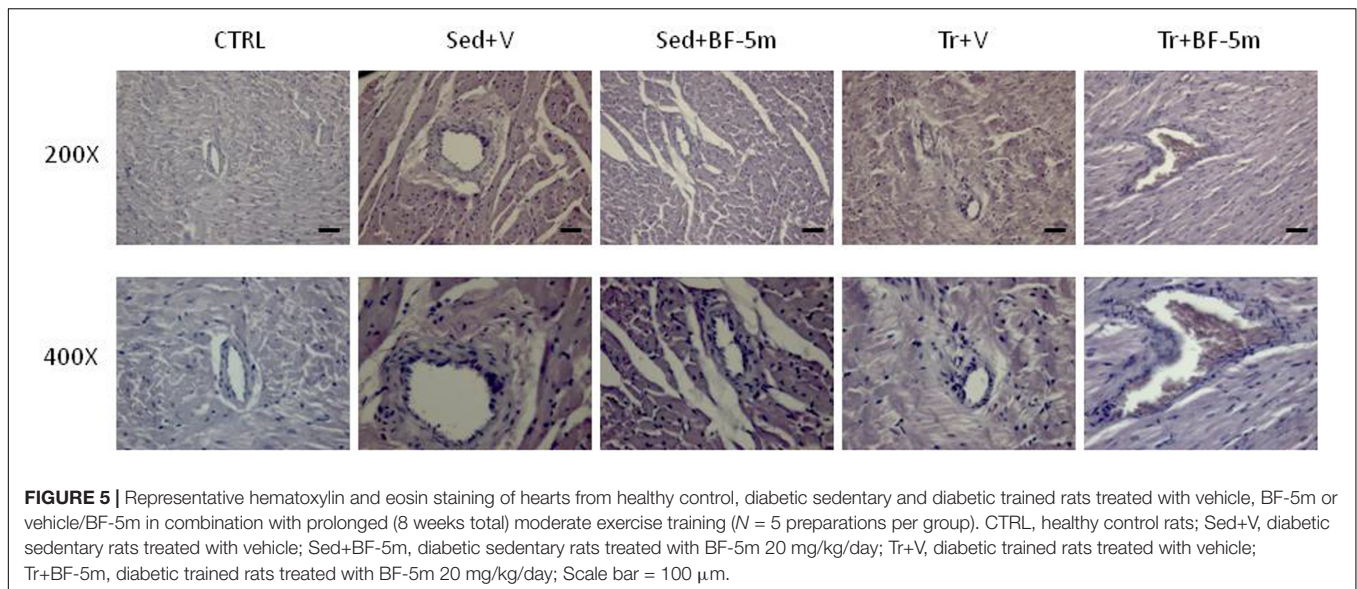 CTRL Sed+V Sed+BF-5m Tr+V Tr+BF-5m
200X
400X
FIGURE 5 | Representative hematoxylin and eosin staining of hearts from healthy control, diabetic sedentary and diabetic trained rats treated with vehicle, BF-5m or
vehicle/BF-5m in combination with prolonged (8 weeks total) moderate exercise training (N = 5 preparations per group). CTRL, healthy control rats; Sed+V, diabetic
sedentary rats treated with vehicle; Sed+BF-5m, diabetic sedentary rats treated with BF-5m 20 mg/kg/day; Tr+V, diabetic trained rats treated with vehicle;
Tr+BF-5m, diabetic trained rats treated with BF-5m 20 mg/kg/day; Scale bar = 100 μm.